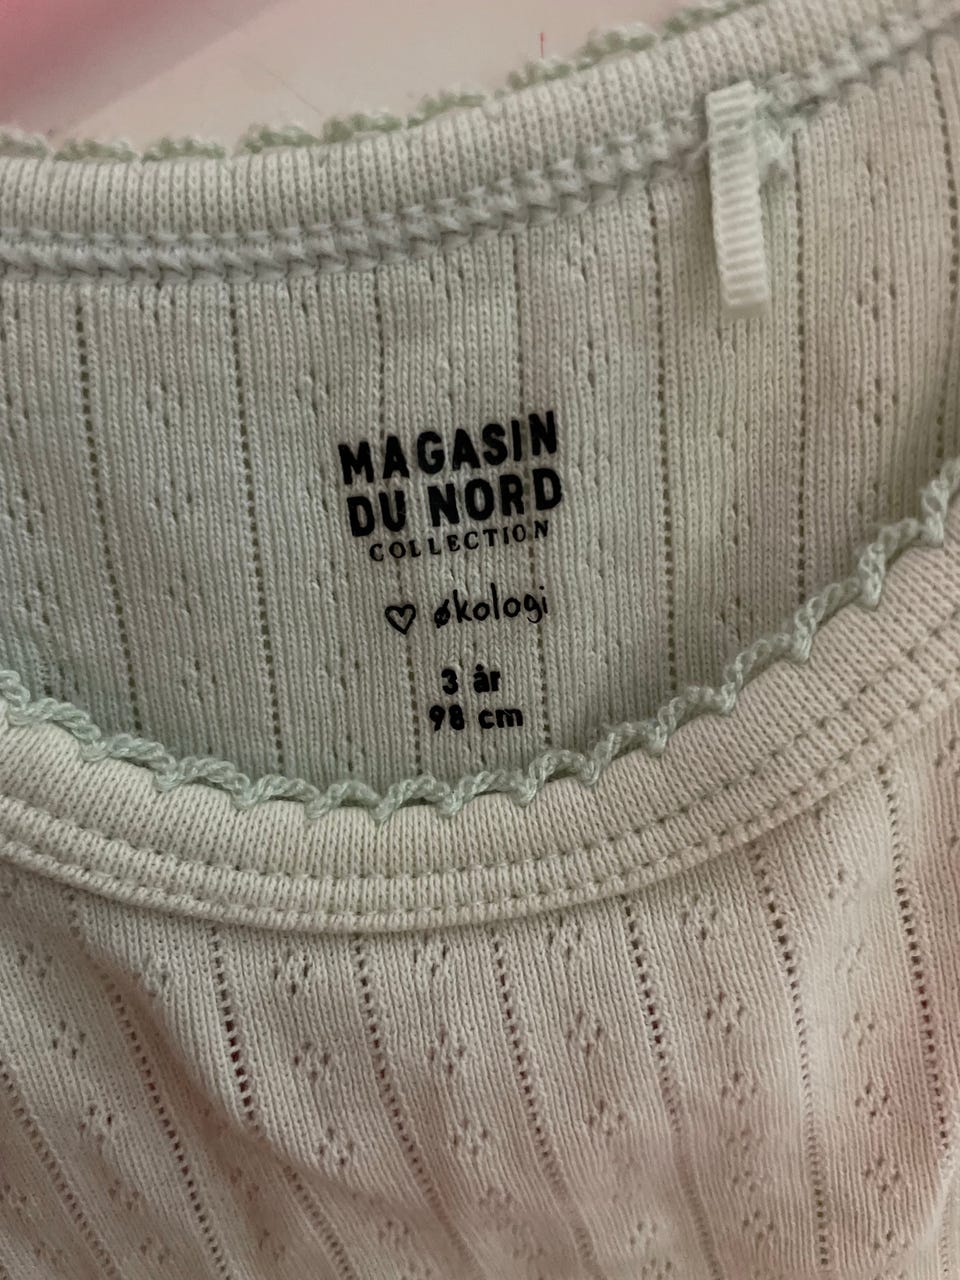 MAGASIN
DU NORD
COLLECTION
♡ økologi
3 år
98 cm